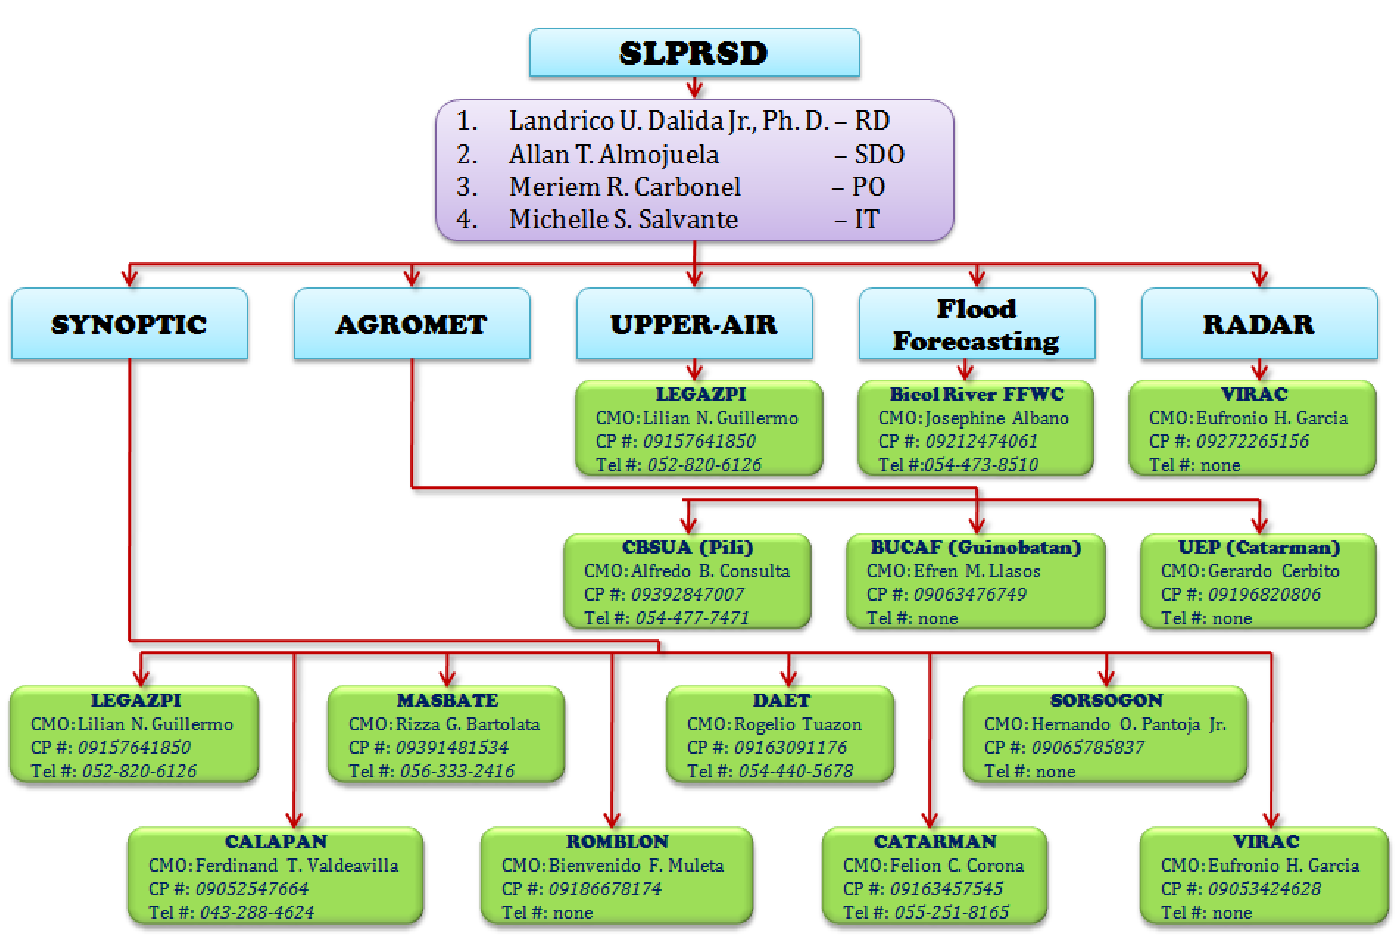 SLPRSD
1. Landrico U. Dalida Jr., Ph. D. – RD
2. Allan T. Almojuela – SDO
3. Meriem R. Carbonel – PO
4. Michelle S. Salvante – IT
SYNOPTIC
AGROMET
UPPER-AIR
Flood
Forecasting
RADAR
LEGAZPI
CMO: Lilian N. Guillermo
CP #: 09157641850
Tel #: 052-820-6126
Bicol River FFWC
CMO: Josephine Albano
CP #: 09212474061
Tel #:054-473-8510
VIRAC
CMO: Eufronio H. Garcia
CP #: 09272265156
Tel #: none
CBSUA (Pili)
CMO: Alfredo B. Consulta
CP #: 09392847007
Tel #: 054-477-7471
BUCAF (Guinobatan)
CMO: Efren M. Llasos
CP #: 09063476749
Tel #: none
UEP (Catarman)
CMO: Gerardo Cerbito
CP #: 09196820806
Tel #: none
LEGAZPI
CMO: Lilian N. Guillermo
CP #: 09157641850
Tel #: 052-820-6126
MASBATE
CMO: Rizza G. Bartolata
CP #: 09391481534
Tel #: 056-333-2416
DAET
CMO: Rogelio Tuazon
CP #: 09163091176
Tel #: 054-440-5678
SORSOGON
CMO: Hernando O. Pantoja Jr.
CP #: 09065785837
Tel #: none
CALAPAN
CMO: Ferdinand T. Valdeavilla
CP #: 09052547664
Tel #: 043-288-4624
ROMBLON
CMO: Bienvenido F. Muleta
CP #: 09186678174
Tel #: none
CATARMAN
CMO: Felion C. Corona
CP #: 09163457545
Tel #: 055-251-8165
VIRAC
CMO: Eufronio H. Garcia
CP #: 09053424628
Tel #: none